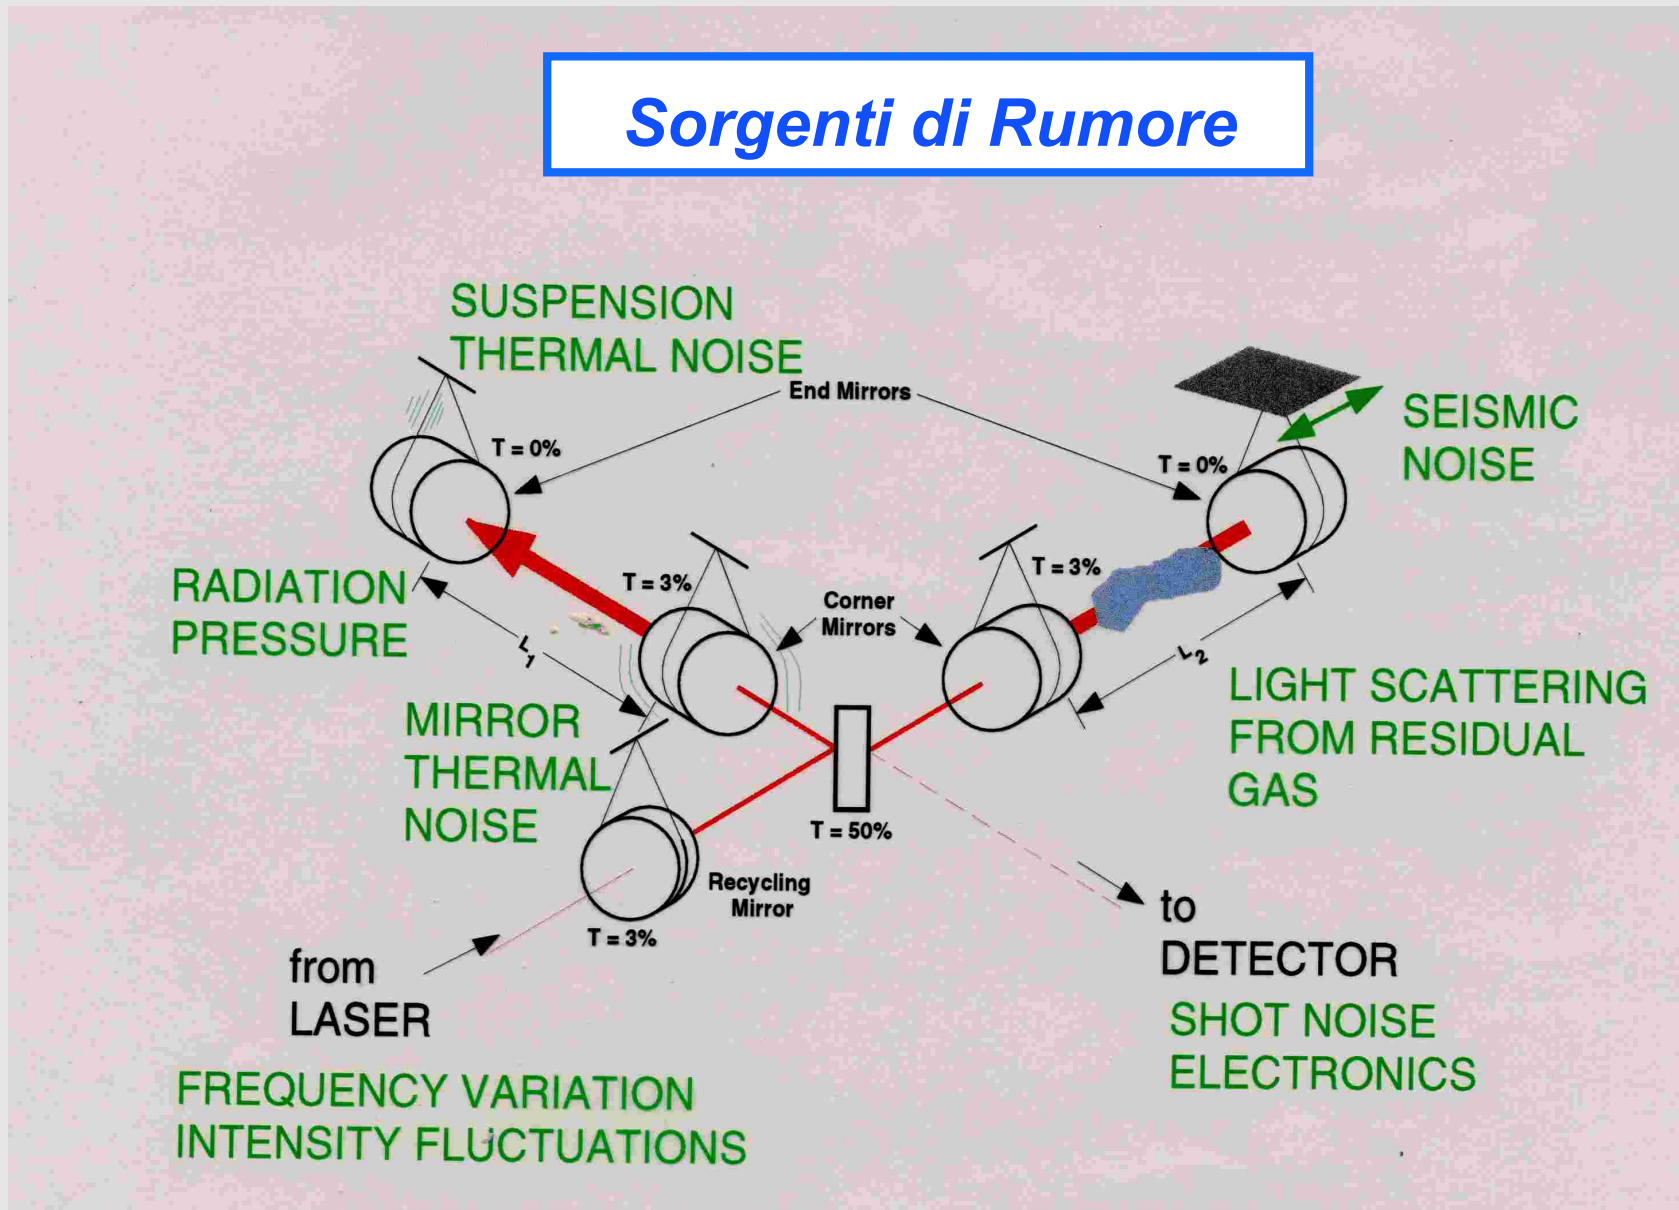 Sorgenti di Rumore
SUSPENSION
THERMAL NOISE
End Mirrors
T = 0%
T = 0%
SEISMIC
NOISE
RADIATION
PRESSURE
T = 3%
T = 3%
Corner
Mirrors
L1
L2
LIGHT SCATTERING
FROM RESIDUAL
GAS
MIRROR
THERMAL
NOISE
T = 50%
Recycling
Mirror
T = 3%
from
LASER
to
DETECTOR
SHOT NOISE
ELECTRONICS
FREQUENCY VARIATION
INTENSITY FLUCTUATIONS